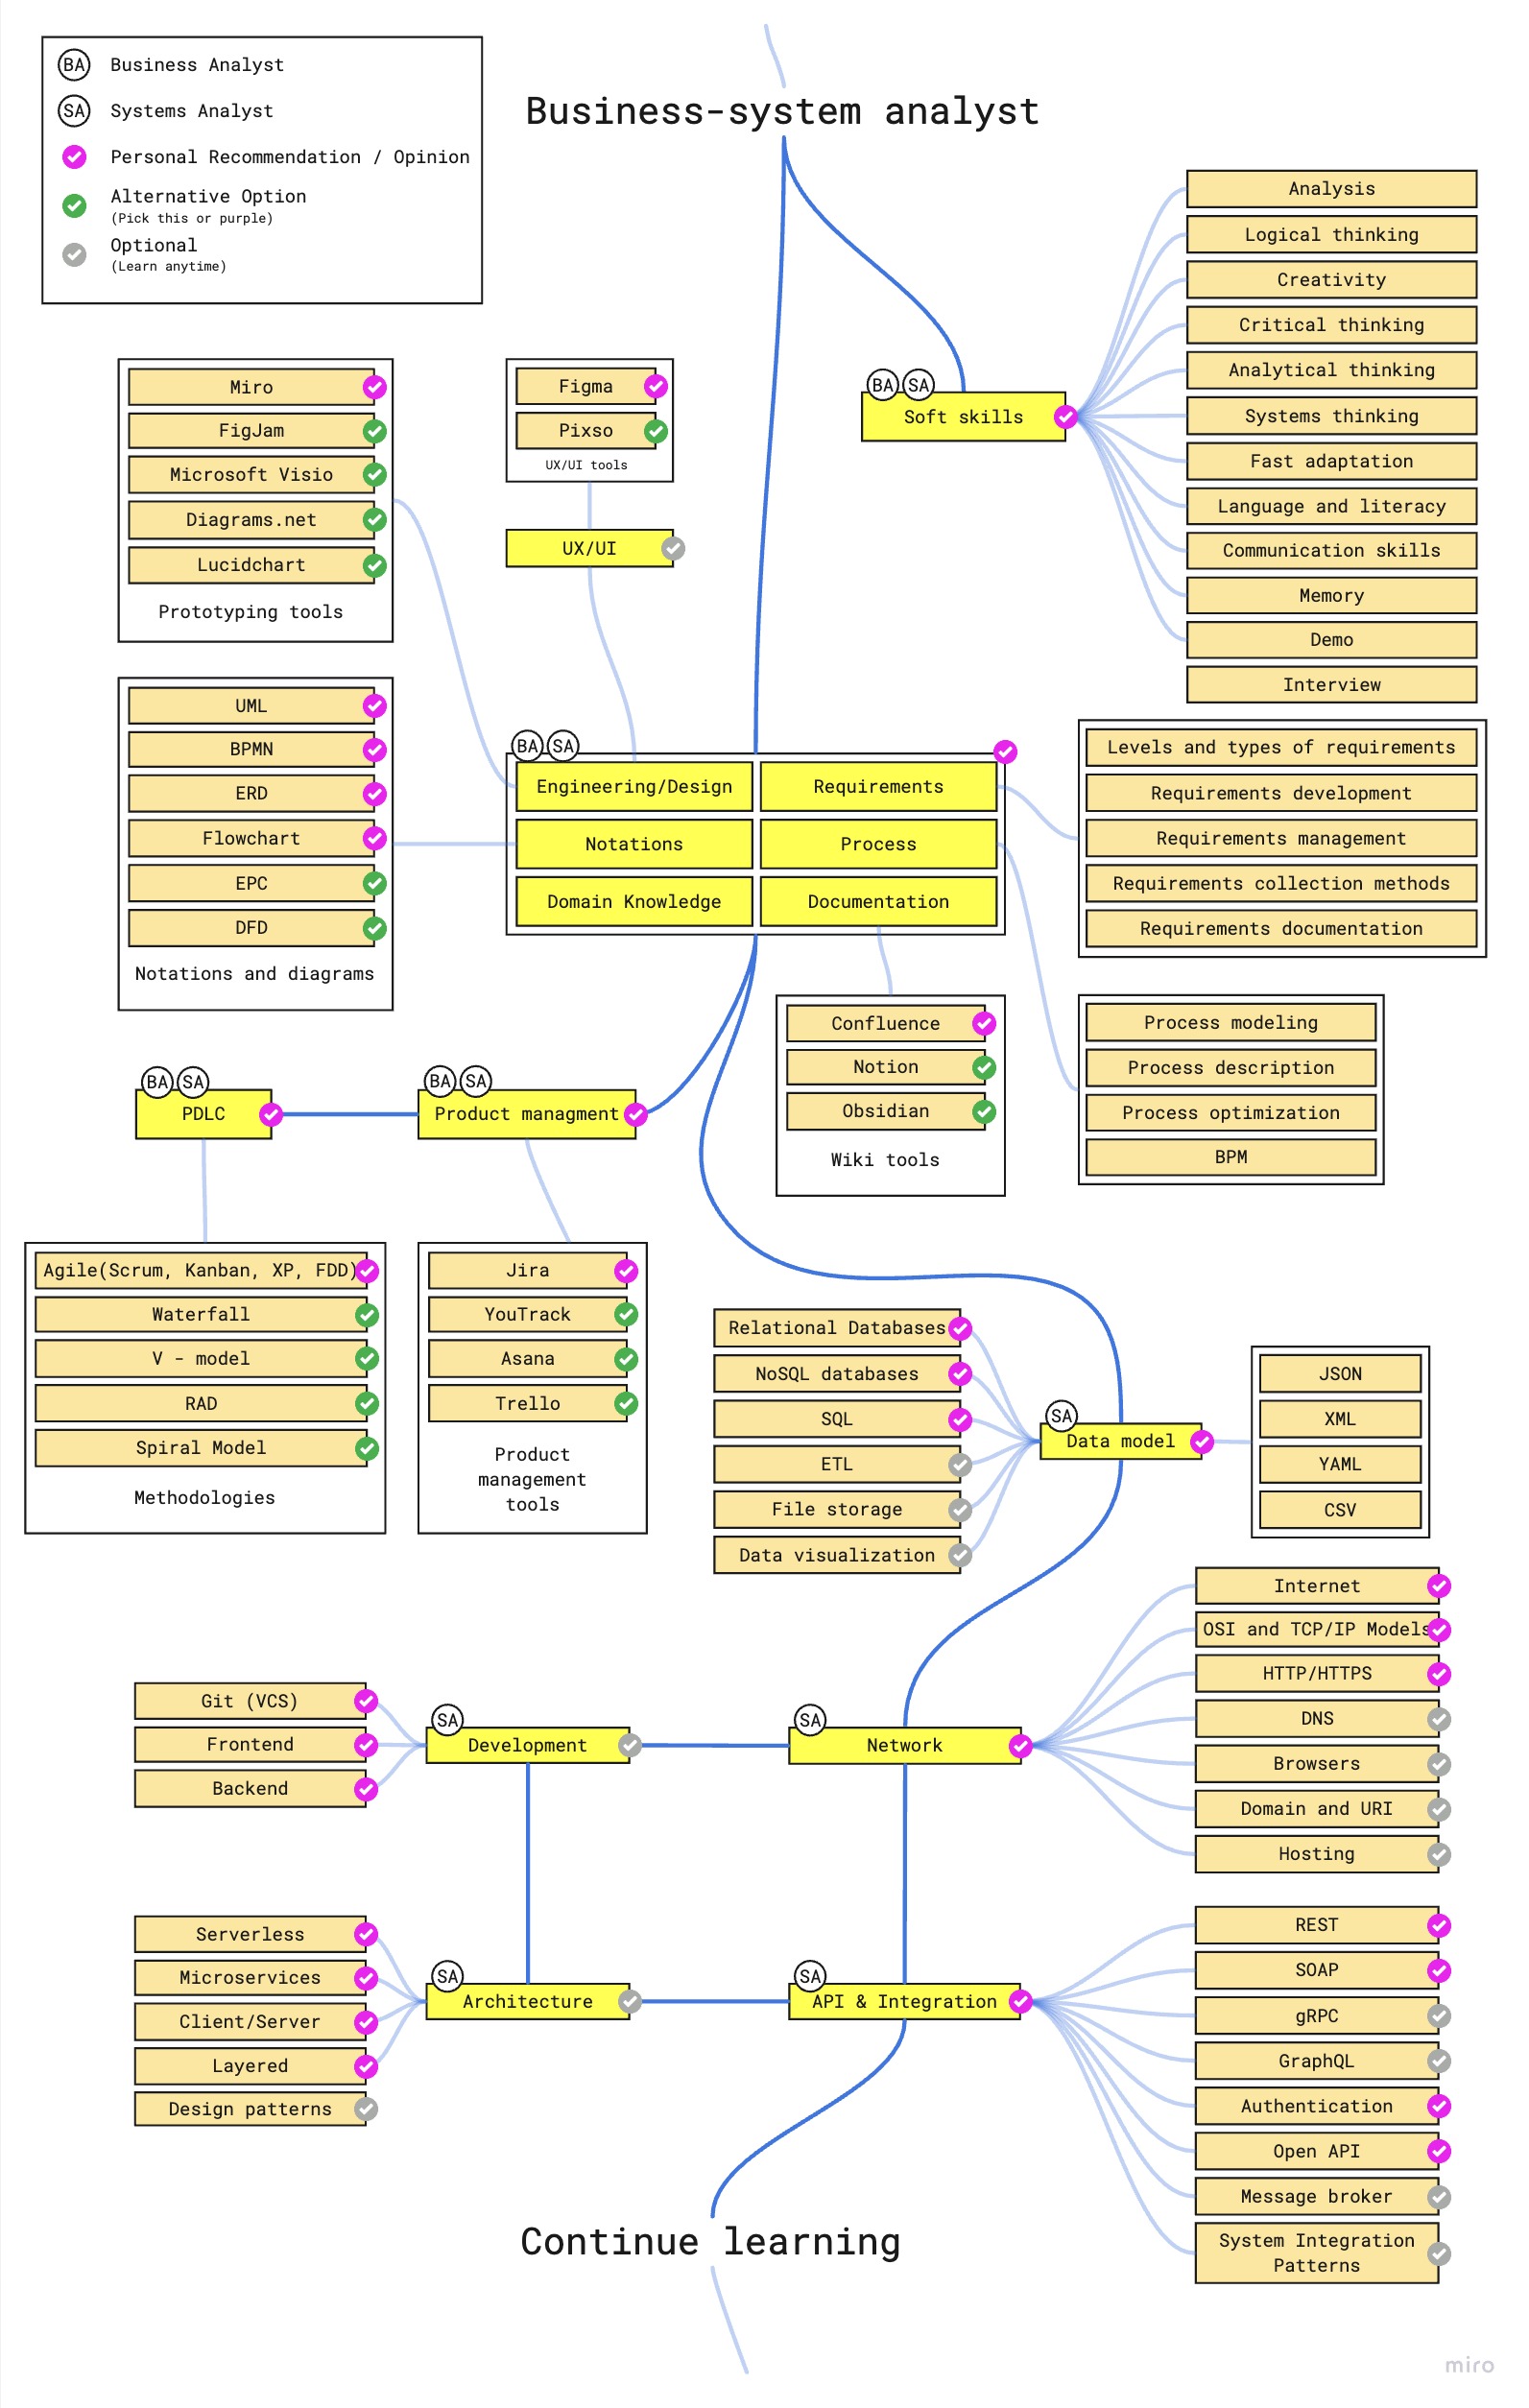 BA Business Analyst
SA Systems Analyst
Personal Recommendation / Opinion
Alternative Option
(Pick this or purple)
Optional
(Learn anytime)
Business-system analyst
BA SA
Soft skills
Analysis
Logical thinking
Creativity
Critical thinking
Analytical thinking
Systems thinking
Fast adaptation
Language and literacy
Communication skills
Memory
Demo
Interview
Miro
FigJam
Microsoft Visio
Diagrams.net
Lucidchart
Prototyping tools
Figma
Pixso
UX/UI tools
UX/UI
UML
BPMN
ERD
Flowchart
EPC
DFD
Notations and diagrams
BA SA
Engineering/Design
Requirements
Notations
Process
Domain Knowledge
Documentation
Levels and types of requirements
Requirements development
Requirements management
Requirements collection methods
Requirements documentation
Confluence
Notion
Obsidian
Wiki tools
Process modeling
Process description
Process optimization
BPM
BA SA
PDLC
BA SA
Product managment
Agile(Scrum, Kanban, XP, FDD)
Waterfall
V - model
RAD
Spiral Model
Methodologies
Jira
YouTrack
Asana
Trello
Product
management
tools
Relational Databases
NoSQL databases
SQL
ETL
File storage
Data visualization
SA
Data model
JSON
XML
YAML
CSV
Git (VCS)
Frontend
Backend
SA
Development
SA
Network
Internet
OSI and TCP/IP Models
HTTP/HTTPS
DNS
Browsers
Domain and URI
Hosting
Serverless
Microservices
Client/Server
Layered
Design patterns
SA
Architecture
SA
API & Integration
REST
SOAP
gRPC
GraphQL
Authentication
Open API
Message broker
System Integration
Patterns
Continue learning
miro